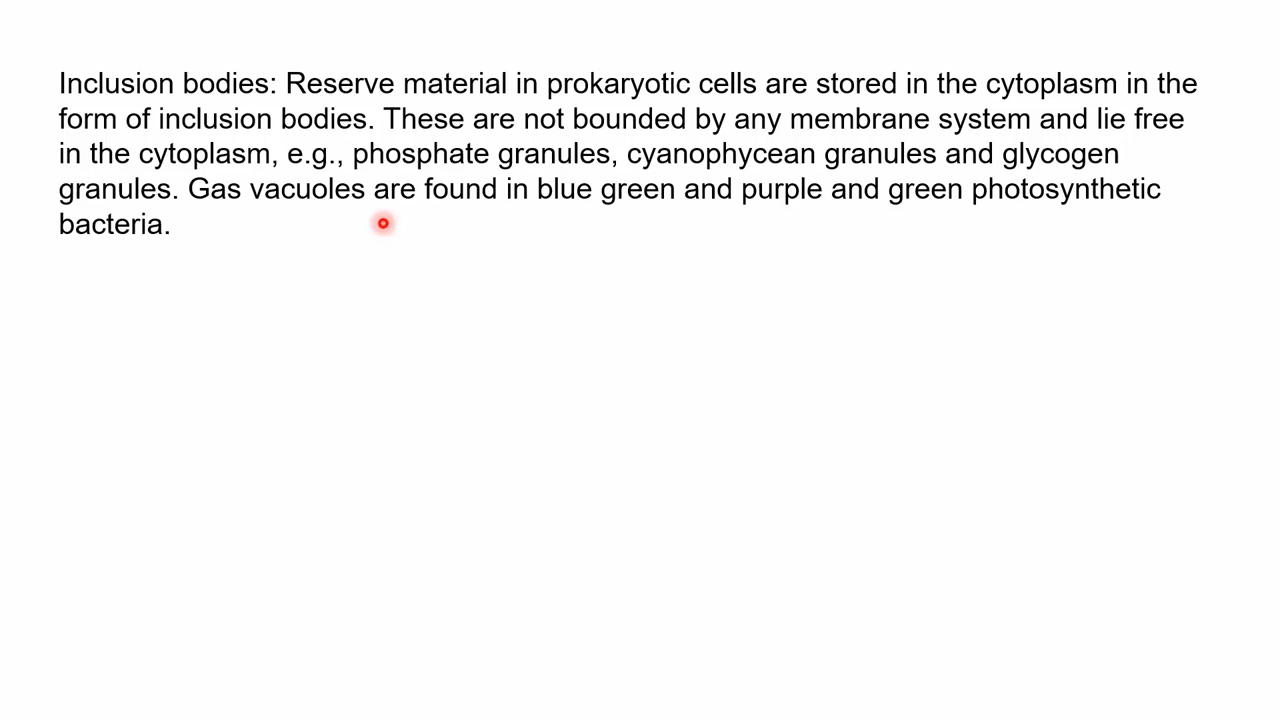 Inclusion bodies: Reserve material in prokaryotic cells are stored in the cytoplasm in the
form of inclusion bodies. These are not bounded by any membrane system and lie free
in the cytoplasm, e.g., phosphate granules, cyanophycean granules and glycogen
granules. Gas vacuoles are found in blue green and purple and green photosynthetic
bacteria.